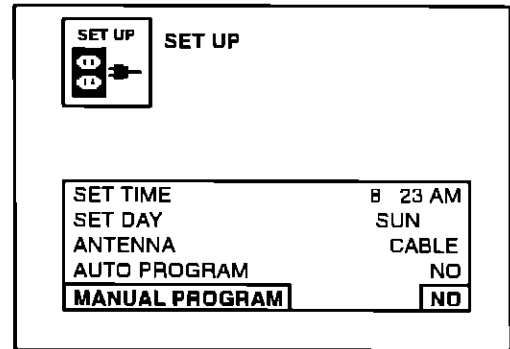 SET UP
SET UP
SET TIME 8 23 AM
SET DAY SUN
ANTENNA CABLE
AUTO PROGRAM NO
MANUAL PROGRAM NO